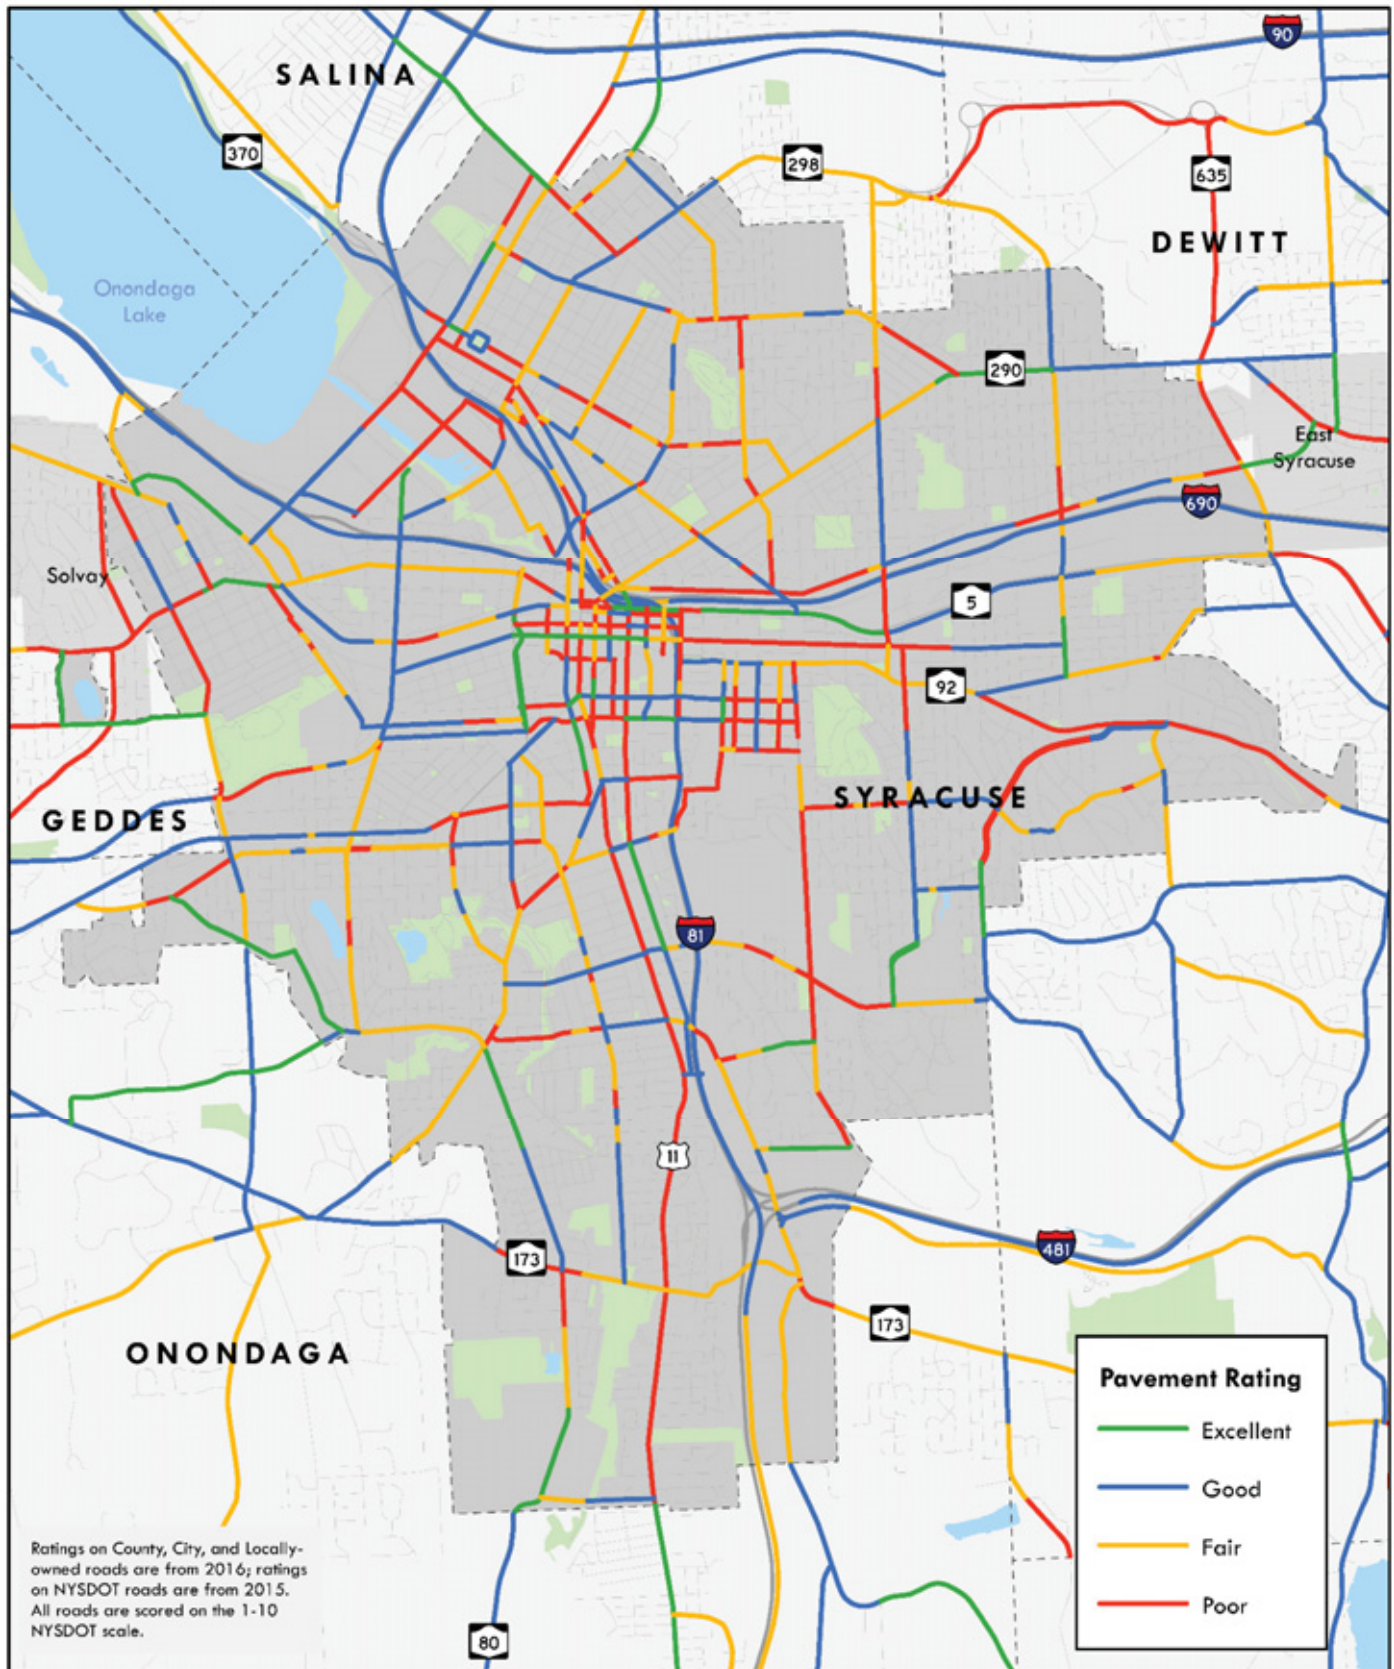 90
SALINA
370
298
635
DEWITT
Onondaga
Lake
290
East
Syracuse
690
Solvay
5
92
SYRACUSE
GEDDES
81
11
173
481
173
ONONDAGA
Pavement Rating
Excellent
Good
Fair
Poor
Ratings on County, City, and Locally-
owned roads are from 2016; ratings
on NYSDOT roads are from 2015.
All roads are scored on the 1-10
NYSDOT scale.
80